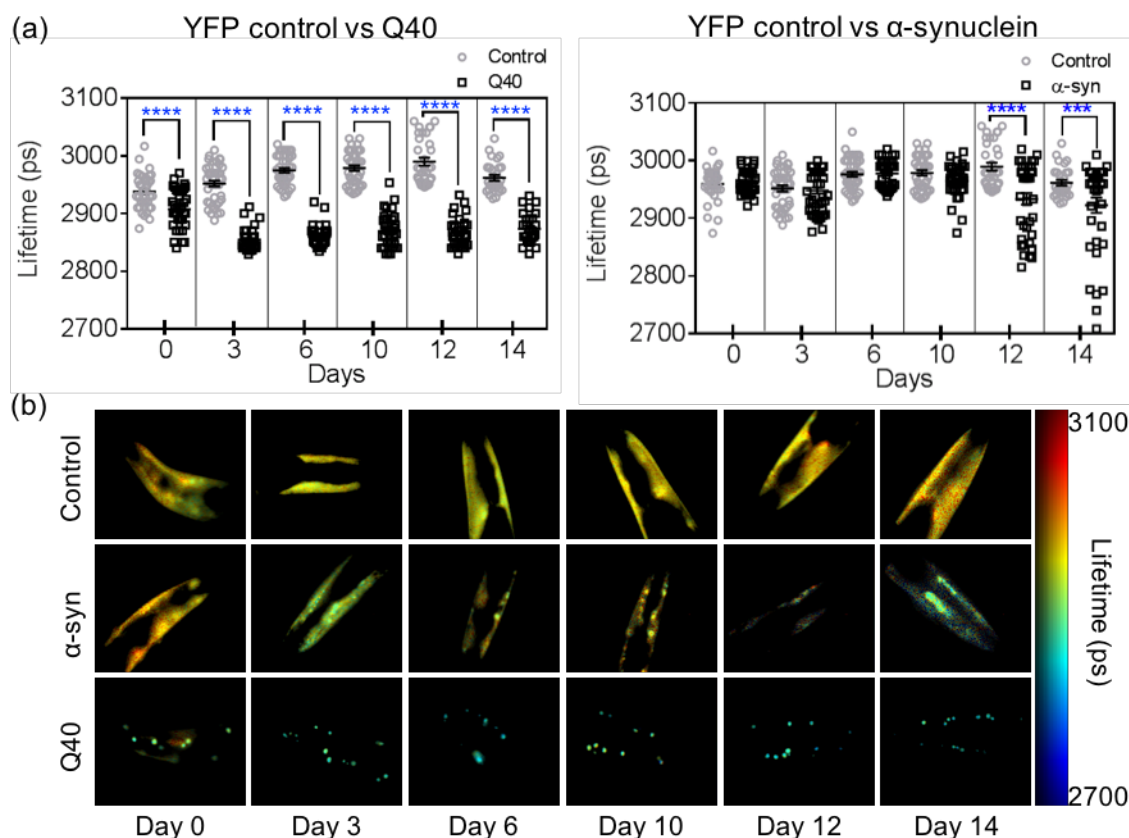 (a)
YFP control vs Q40
Control
Q40
Lifetime (ps)
3100
3000
2900
2800
2700
****
****
****
****
****
****
0 3 6 10 12 14
Days
YFP control vs α-synuclein
Control
α-syn
Lifetime (ps)
3100
3000
2900
2800
2700
****
***
0 3 6 10 12 14
Days
(b)
Control
α-syn
Q40
Day 0 Day 3 Day 6 Day 10 Day 12 Day 14
3100
Lifetime (ps)
2700